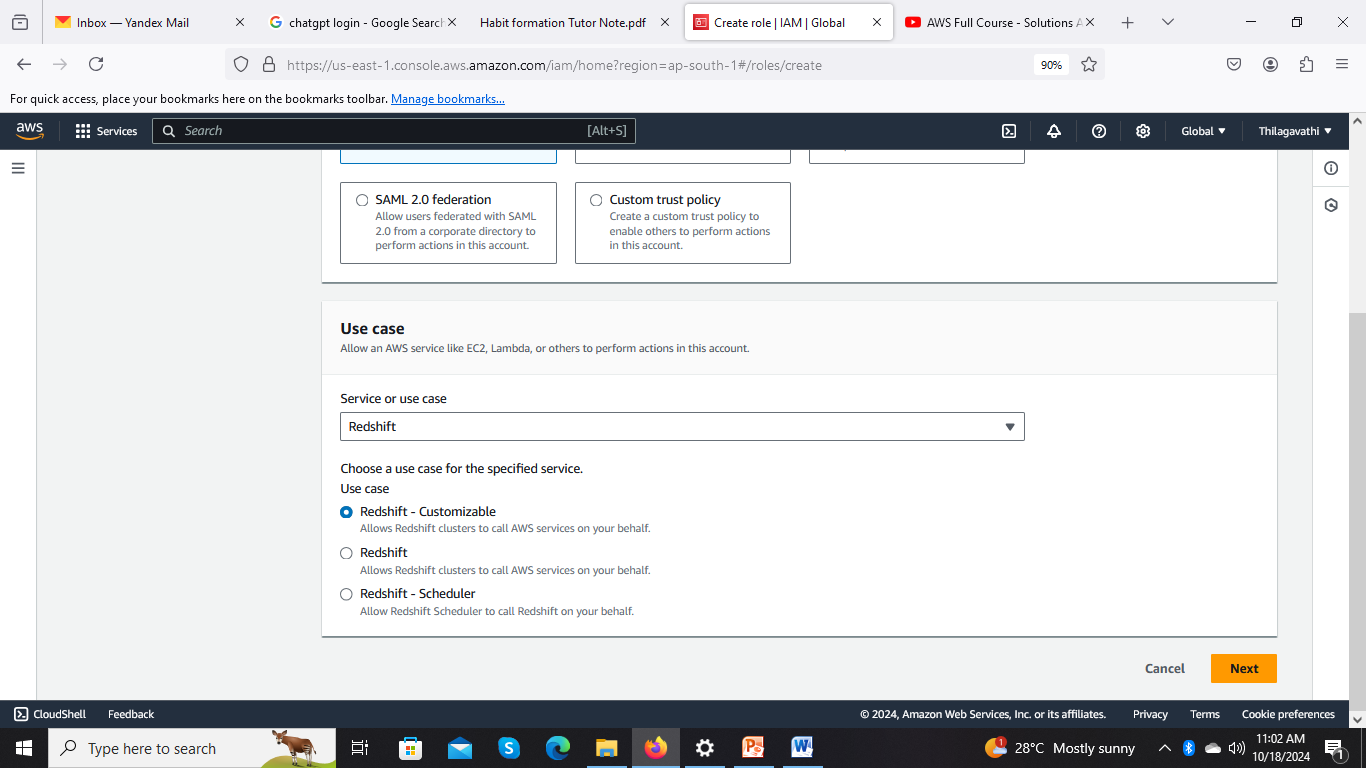 Inbox — Yandex Mail
chatgpt login - Google Search
Habit formation Tutor Note.pdf
Create role | IAM | Global
AWS Full Course - Solutions A
https://us-east-1.console.aws.amazon.com/iam/home?region=ap-south-1#/roles/create
90%
For quick access, place your bookmarks here on the bookmarks toolbar. Manage bookmarks...
aws
Services
Search
[Alt+S]
Global
Thilagavathi
SAML 2.0 federation
Allow users federated with SAML
2.0 from a corporate directory to
perform actions in this account.
Custom trust policy
Create a custom trust policy to
enable others to perform actions
in this account.
Use case
Allow an AWS service like EC2, Lambda, or others to perform actions in this account.
Service or use case
Redshift
Choose a use case for the specified service.
Use case
Redshift - Customizable
Allows Redshift clusters to call AWS services on your behalf.
Redshift
Allows Redshift clusters to call AWS services on your behalf.
Redshift - Scheduler
Allow Redshift Scheduler to call Redshift on your behalf.
Cancel
Next
CloudShell
Feedback
© 2024, Amazon Web Services, Inc. or its affiliates.
Privacy
Terms
Cookie preferences
Type here to search
28°C Mostly sunny
11:02 AM
10/18/2024